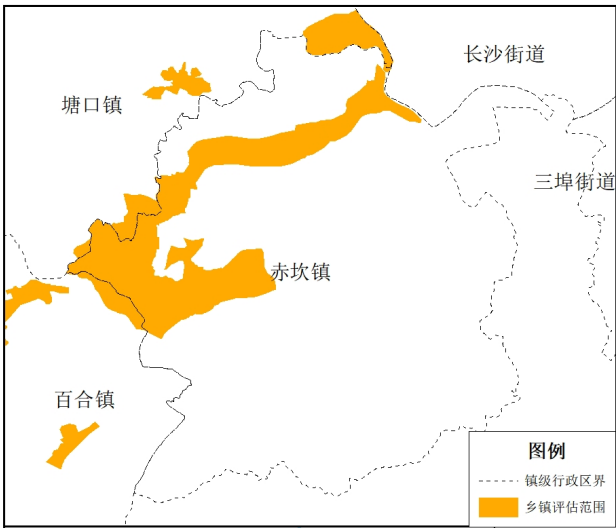 长沙街道
塘口镇
三埠街道
赤坎镇
百合镇
图例
镇级行政区界
乡镇评估范围